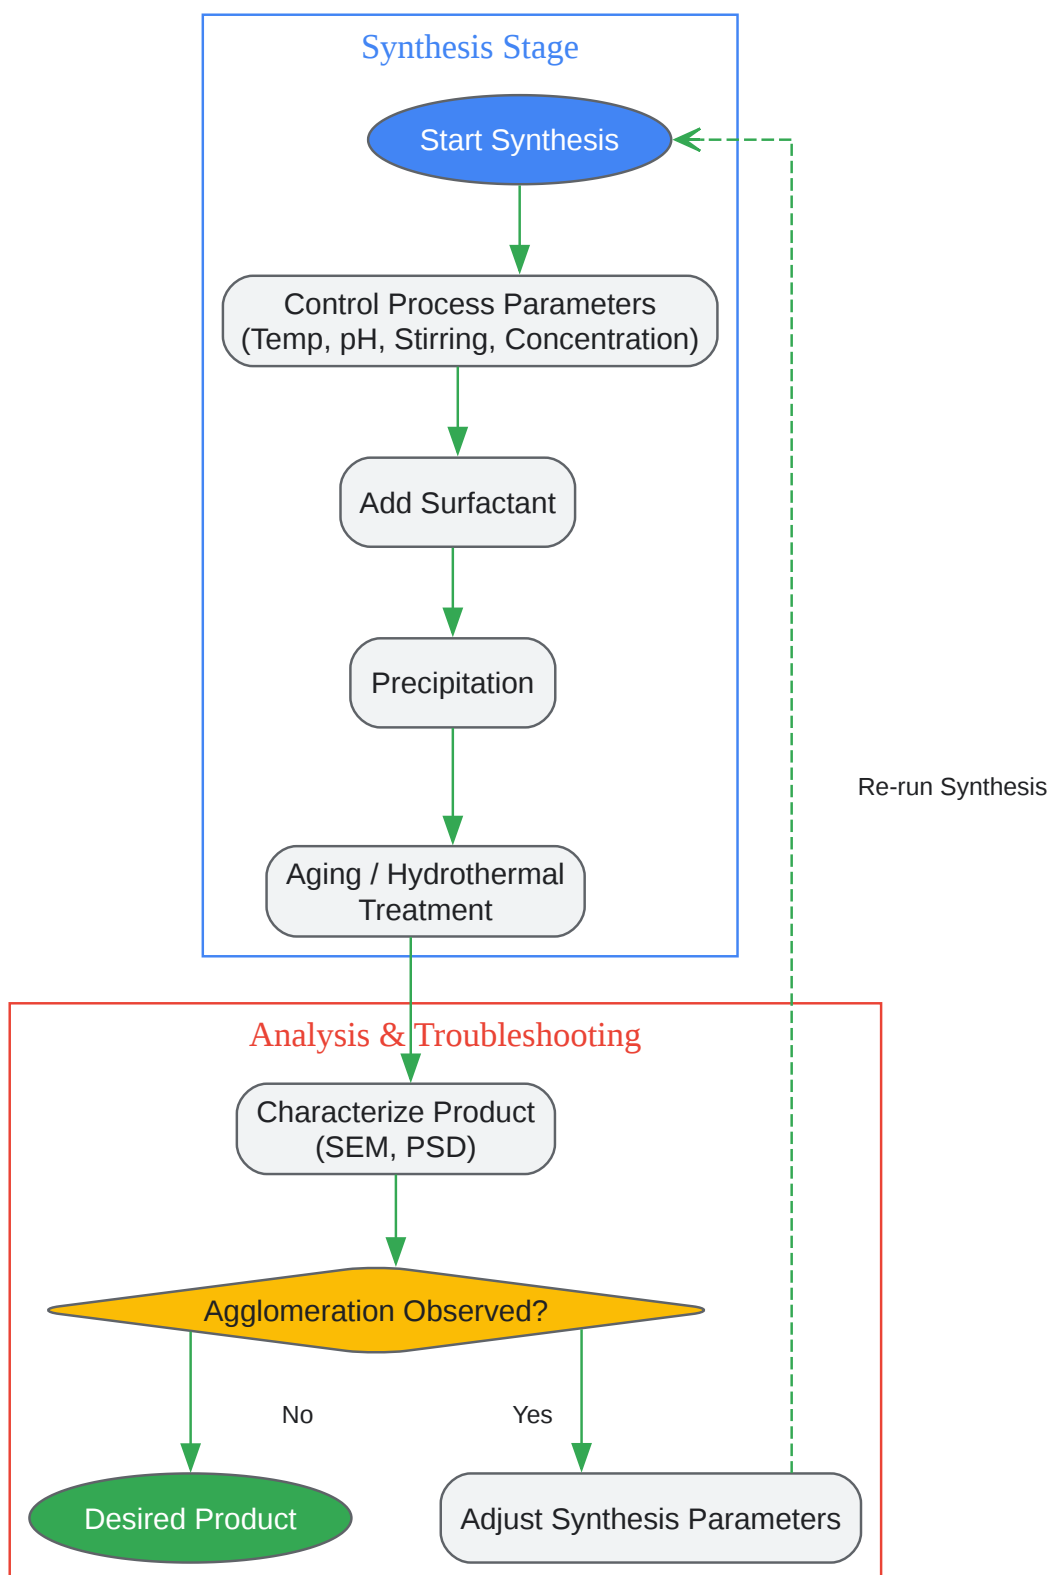 Synthesis Stage
Start Synthesis
Control Process Parameters
(Temp, pH, Stirring, Concentration)
Add Surfactant
Precipitation
Re-run Synthesis
Aging / Hydrothermal
Treatment
Analysis & Troubleshooting
Characterize Product
(SEM, PSD)
Agglomeration Observed?
No
Yes
Desired Product
Adjust Synthesis Parameters